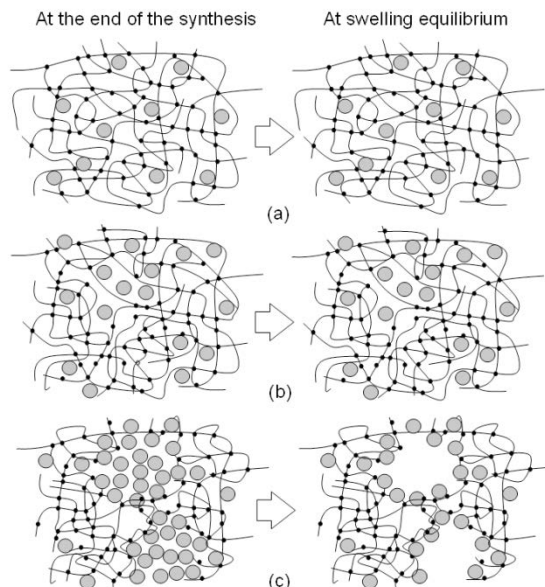 At the end of the synthesis At swelling equilibrium
(a)
(b)
(c)